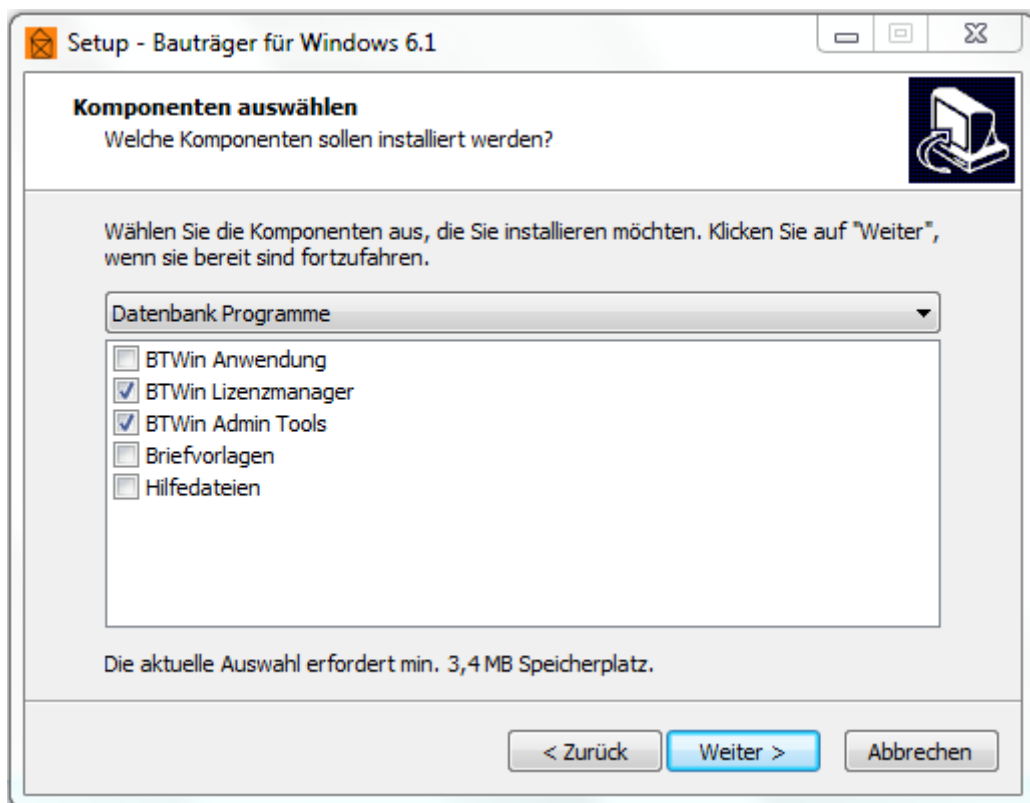 Setup - Bauträger für Windows 6.1
Komponenten auswählen
Welche Komponenten sollen installiert werden?
Wählen Sie die Komponenten aus, die Sie installieren möchten. Klicken Sie auf "Weiter",
wenn sie bereit sind fortzufahren.
Datenbank Programme
BTWin Anwendung
BTWin Lizenzmanager
BTWin Admin Tools
Briefvorlagen
Hilfedateien
Die aktuelle Auswahl erfordert min. 3,4 MB Speicherplatz.
< Zurück Weiter > Abbrechen